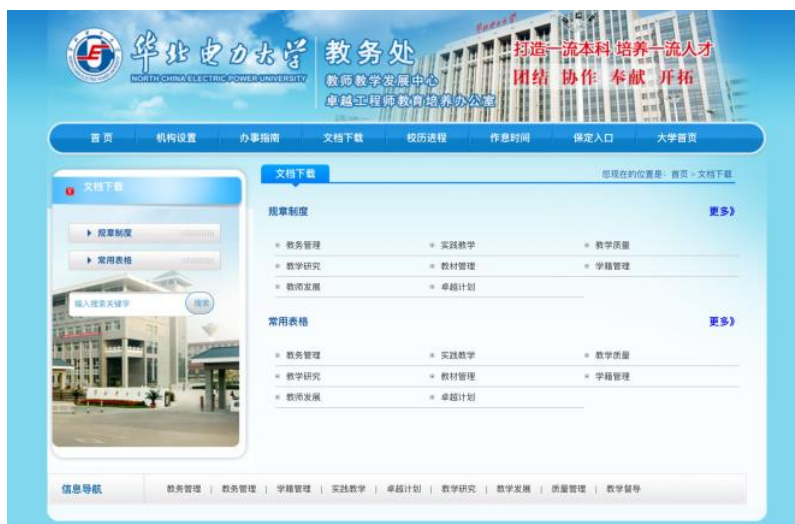 华北电力大学
NORTH CHINA ELECTRIC POWER UNIVERSITY
教务处
教师教学发展中心
卓越工程师教育培养办公室
打造一流本科 培养一流人才
团结 协作 奉献 开拓
首页 机构设置 办事指南 文档下载 校历进程 作息时间 保定入口 大学首页
文档下载
规章制度
常用表格
输入搜索关键字 搜索
文档下载 您现在的位置是：首页 > 文档下载
规章制度 更多》
教务管理 实践教学 教学质量
教学研究 教材管理 学籍管理
教师发展 卓越计划
常用表格 更多》
教务管理 实践教学 教学质量
教学研究 教材管理 学籍管理
教师发展 卓越计划
信息导航 教务管理 | 教务管理 | 学籍管理 | 实践教学 | 卓越计划 | 教学研究 | 教学发展 | 质量管理 | 教学督导